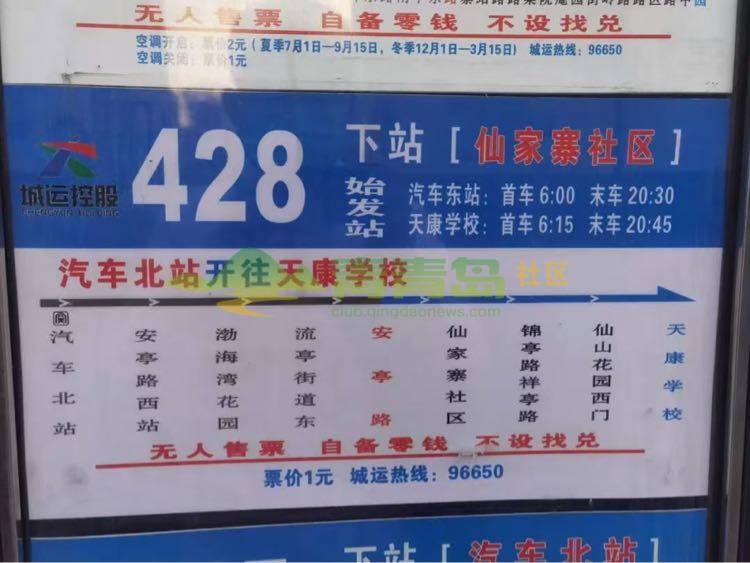 无人售票 自备零钱 不设找兑
空调开启：票价2元（夏季7月1日—9月15日，冬季12月1日—3月15日）城运热线：96650
空调关闭：票价1元
城运控股
CHENGYUN HOLDING
428
下站［仙家寨社区］
始发站
汽车东站：首车 6:00 末车 20:30
天康学校：首车 6:15 末车 20:45
汽车北站开往天康学校
青青岛社区
club.qingdaonews.com
汽车北站
安亭路西站
渤海湾花园
流亭街道东
安亭路
仙家寨社区
锦亭路祥亭路
仙山花园西门
天康学校
无人售票 自备零钱 不设找兑
票价1元 城运热线：96650
下站［汽车北站］